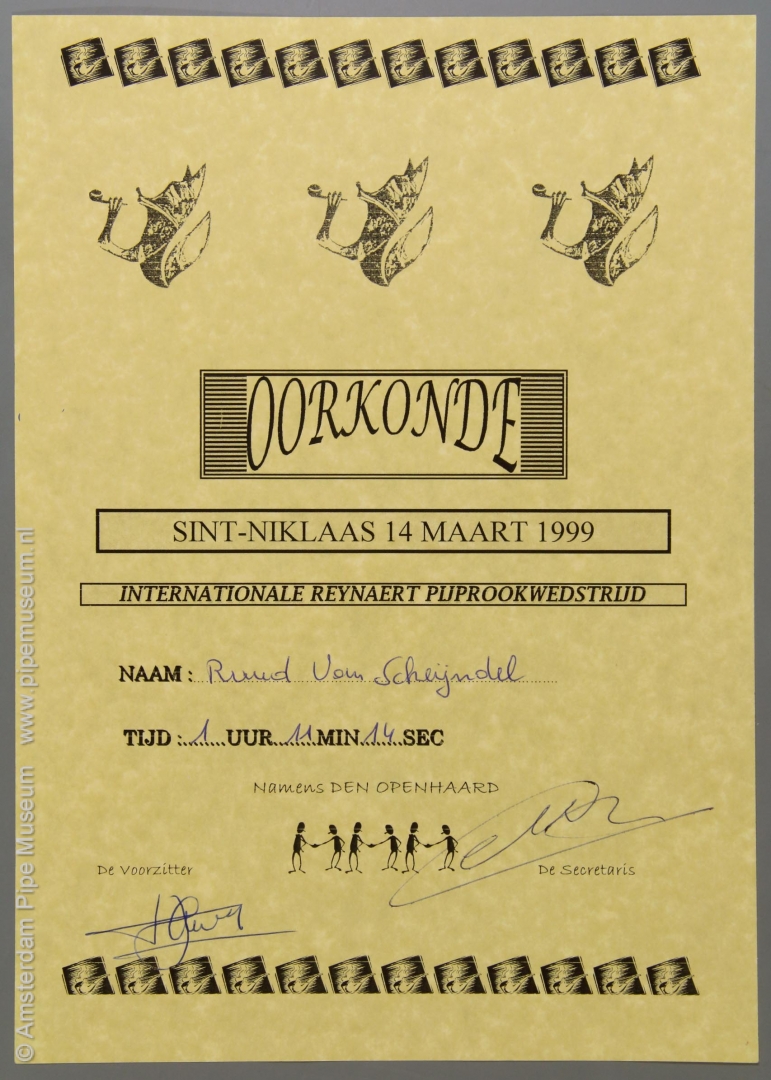 OORKONDE
SINT-NIKLAAS 14 MAART 1999
INTERNATIONALE REYNAERT PIJPROOKWEDSTRIJD
NAAM : Ruud Van Scheijndel
TIJD : 1 UUR 11 MIN 14 SEC
Namens DEN OPENHAARD
De Voorzitter
De Secretaris
© Amsterdam Pipe Museum www.pipemuseum.nl